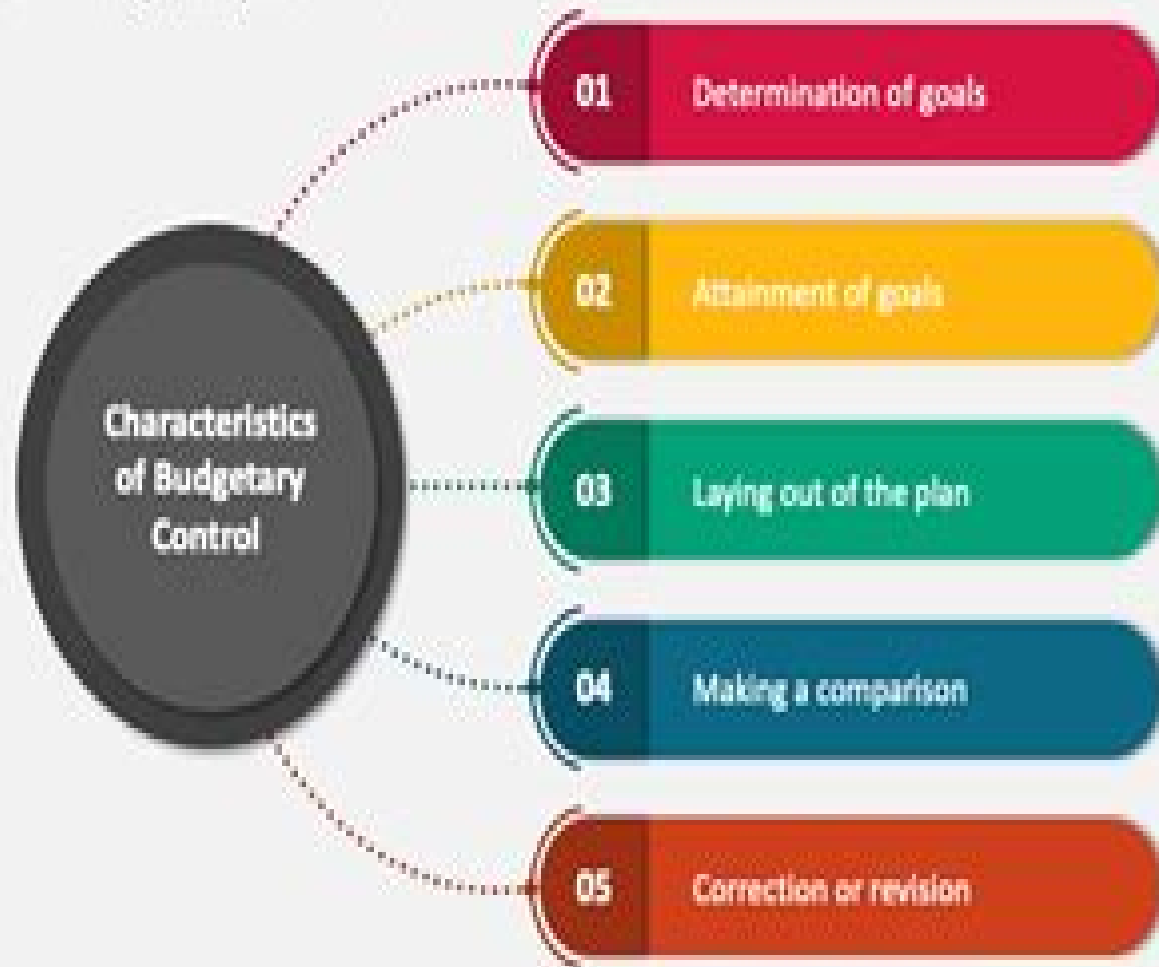 Characteristics
of Budgetary
Control
01 Determination of goals
02 Attainment of goals
03 Laying out of the plan
04 Making a comparison
05 Correction or revision